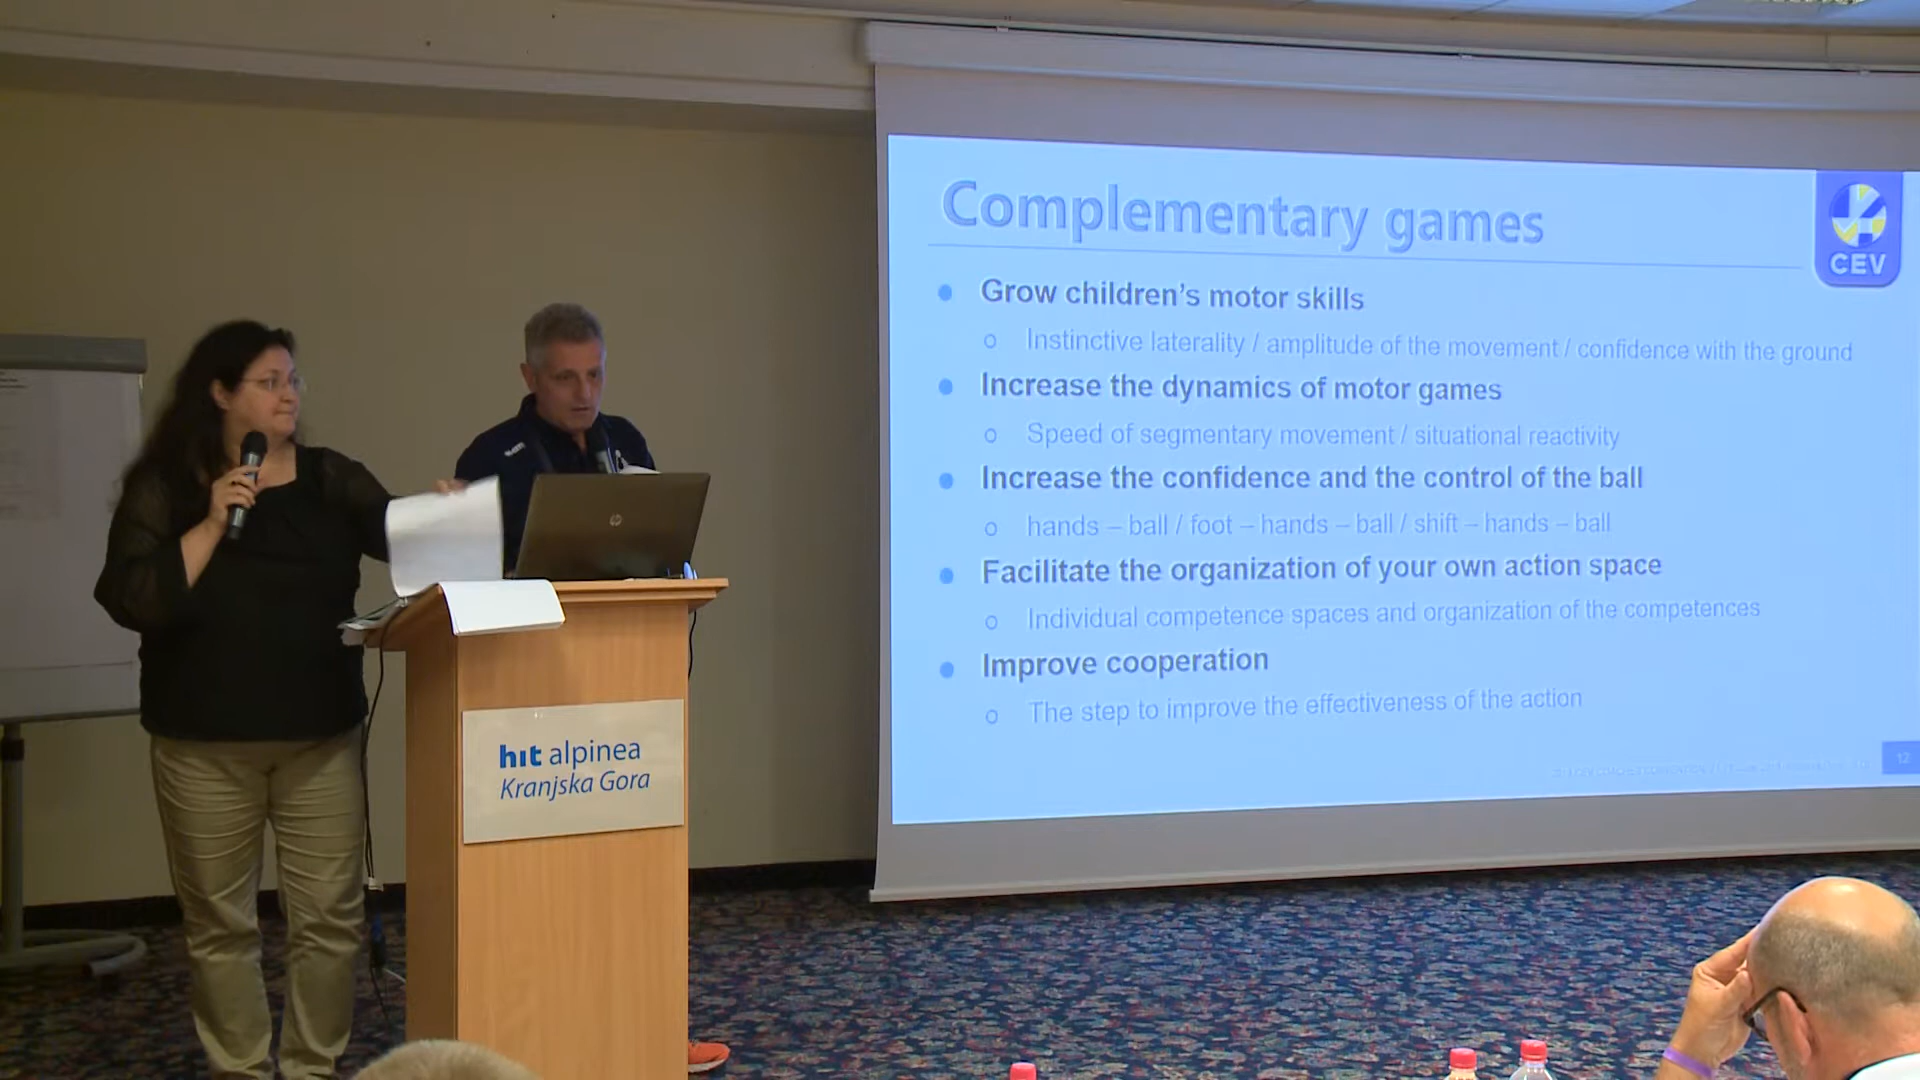 Complementary games
CEV
Grow children's motor skills
Instinctive laterality / amplitude of the movement / confidence with the ground
Increase the dynamics of motor games
Speed of segmentary movement / situational reactivity
Increase the confidence and the control of the ball
hands – ball / foot – hands – ball / shift – hands – ball
Facilitate the organization of your own action space
Individual competence spaces and organization of the competences
Improve cooperation
The step to improve the effectiveness of the action
12
hp
hit alpinea
Kranjska Gora